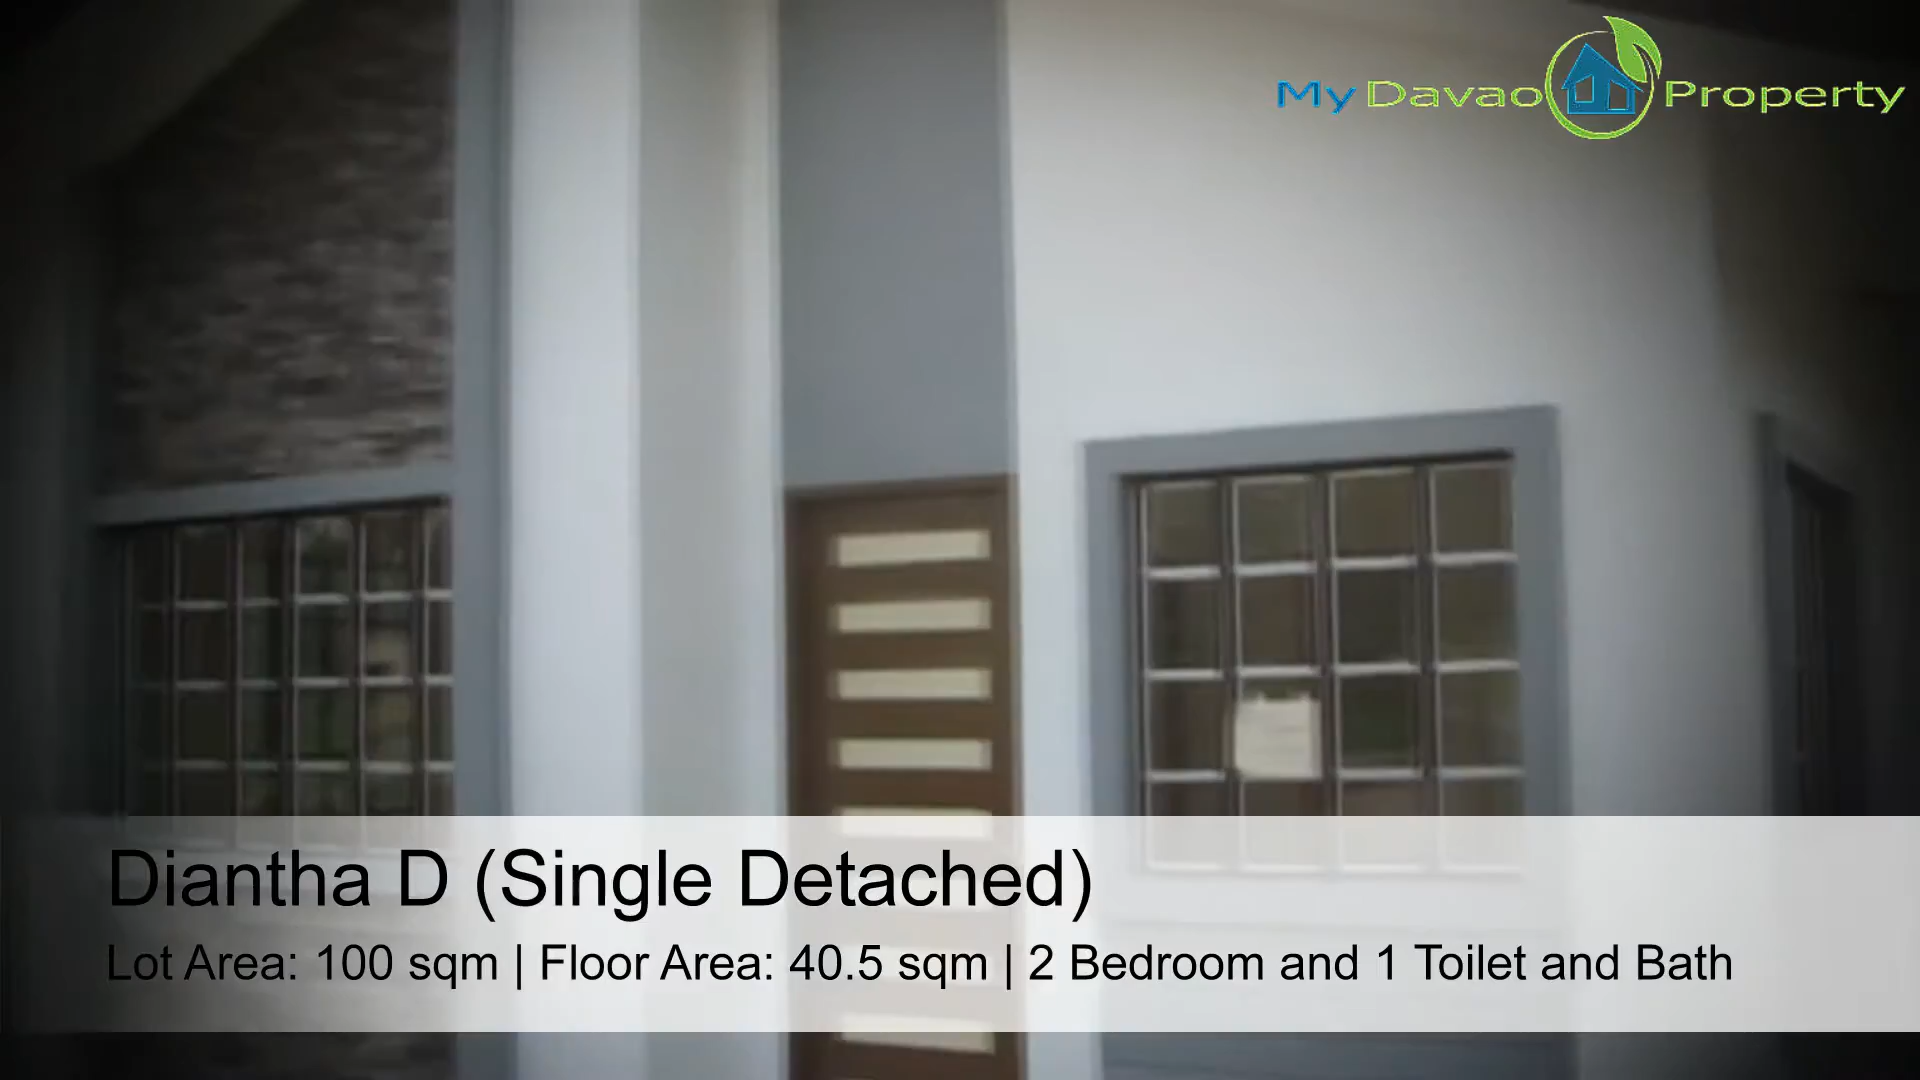 My Davao Property
Diantha D (Single Detached)
Lot Area: 100 sqm | Floor Area: 40.5 sqm | 2 Bedroom and 1 Toilet and Bath